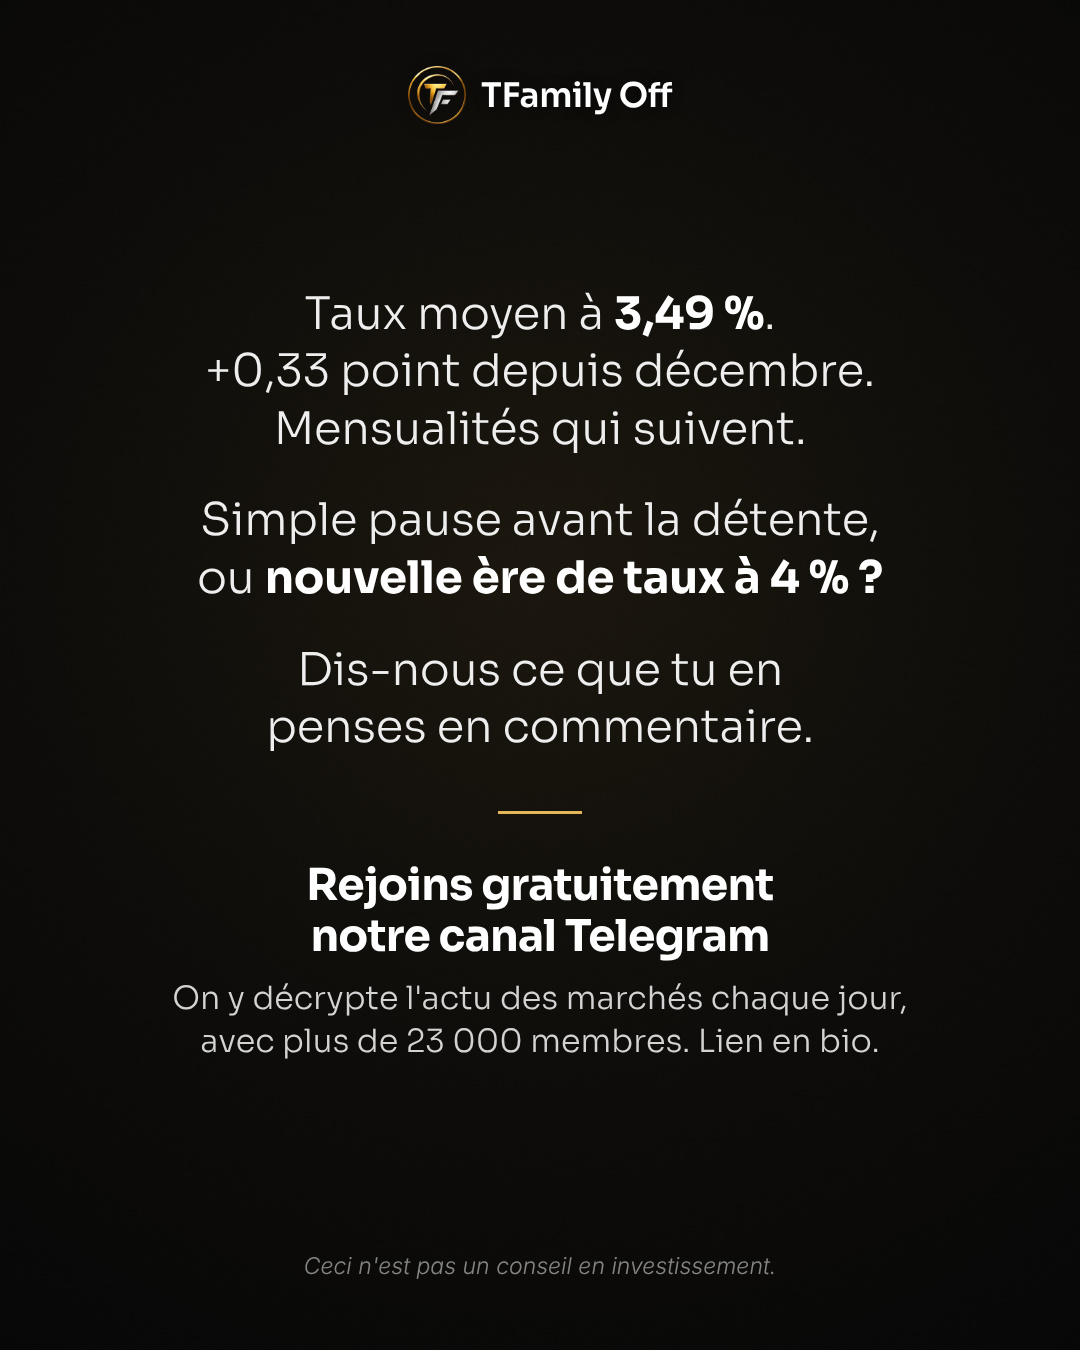 TF TFamily Off
Taux moyen à 3,49 %.
+0,33 point depuis décembre.
Mensualités qui suivent.
Simple pause avant la détente,
ou nouvelle ère de taux à 4 % ?
Dis-nous ce que tu en
penses en commentaire.
Rejoins gratuitement
notre canal Telegram
On y décrypte l'actu des marchés chaque jour,
avec plus de 23 000 membres. Lien en bio.
Ceci n'est pas un conseil en investissement.